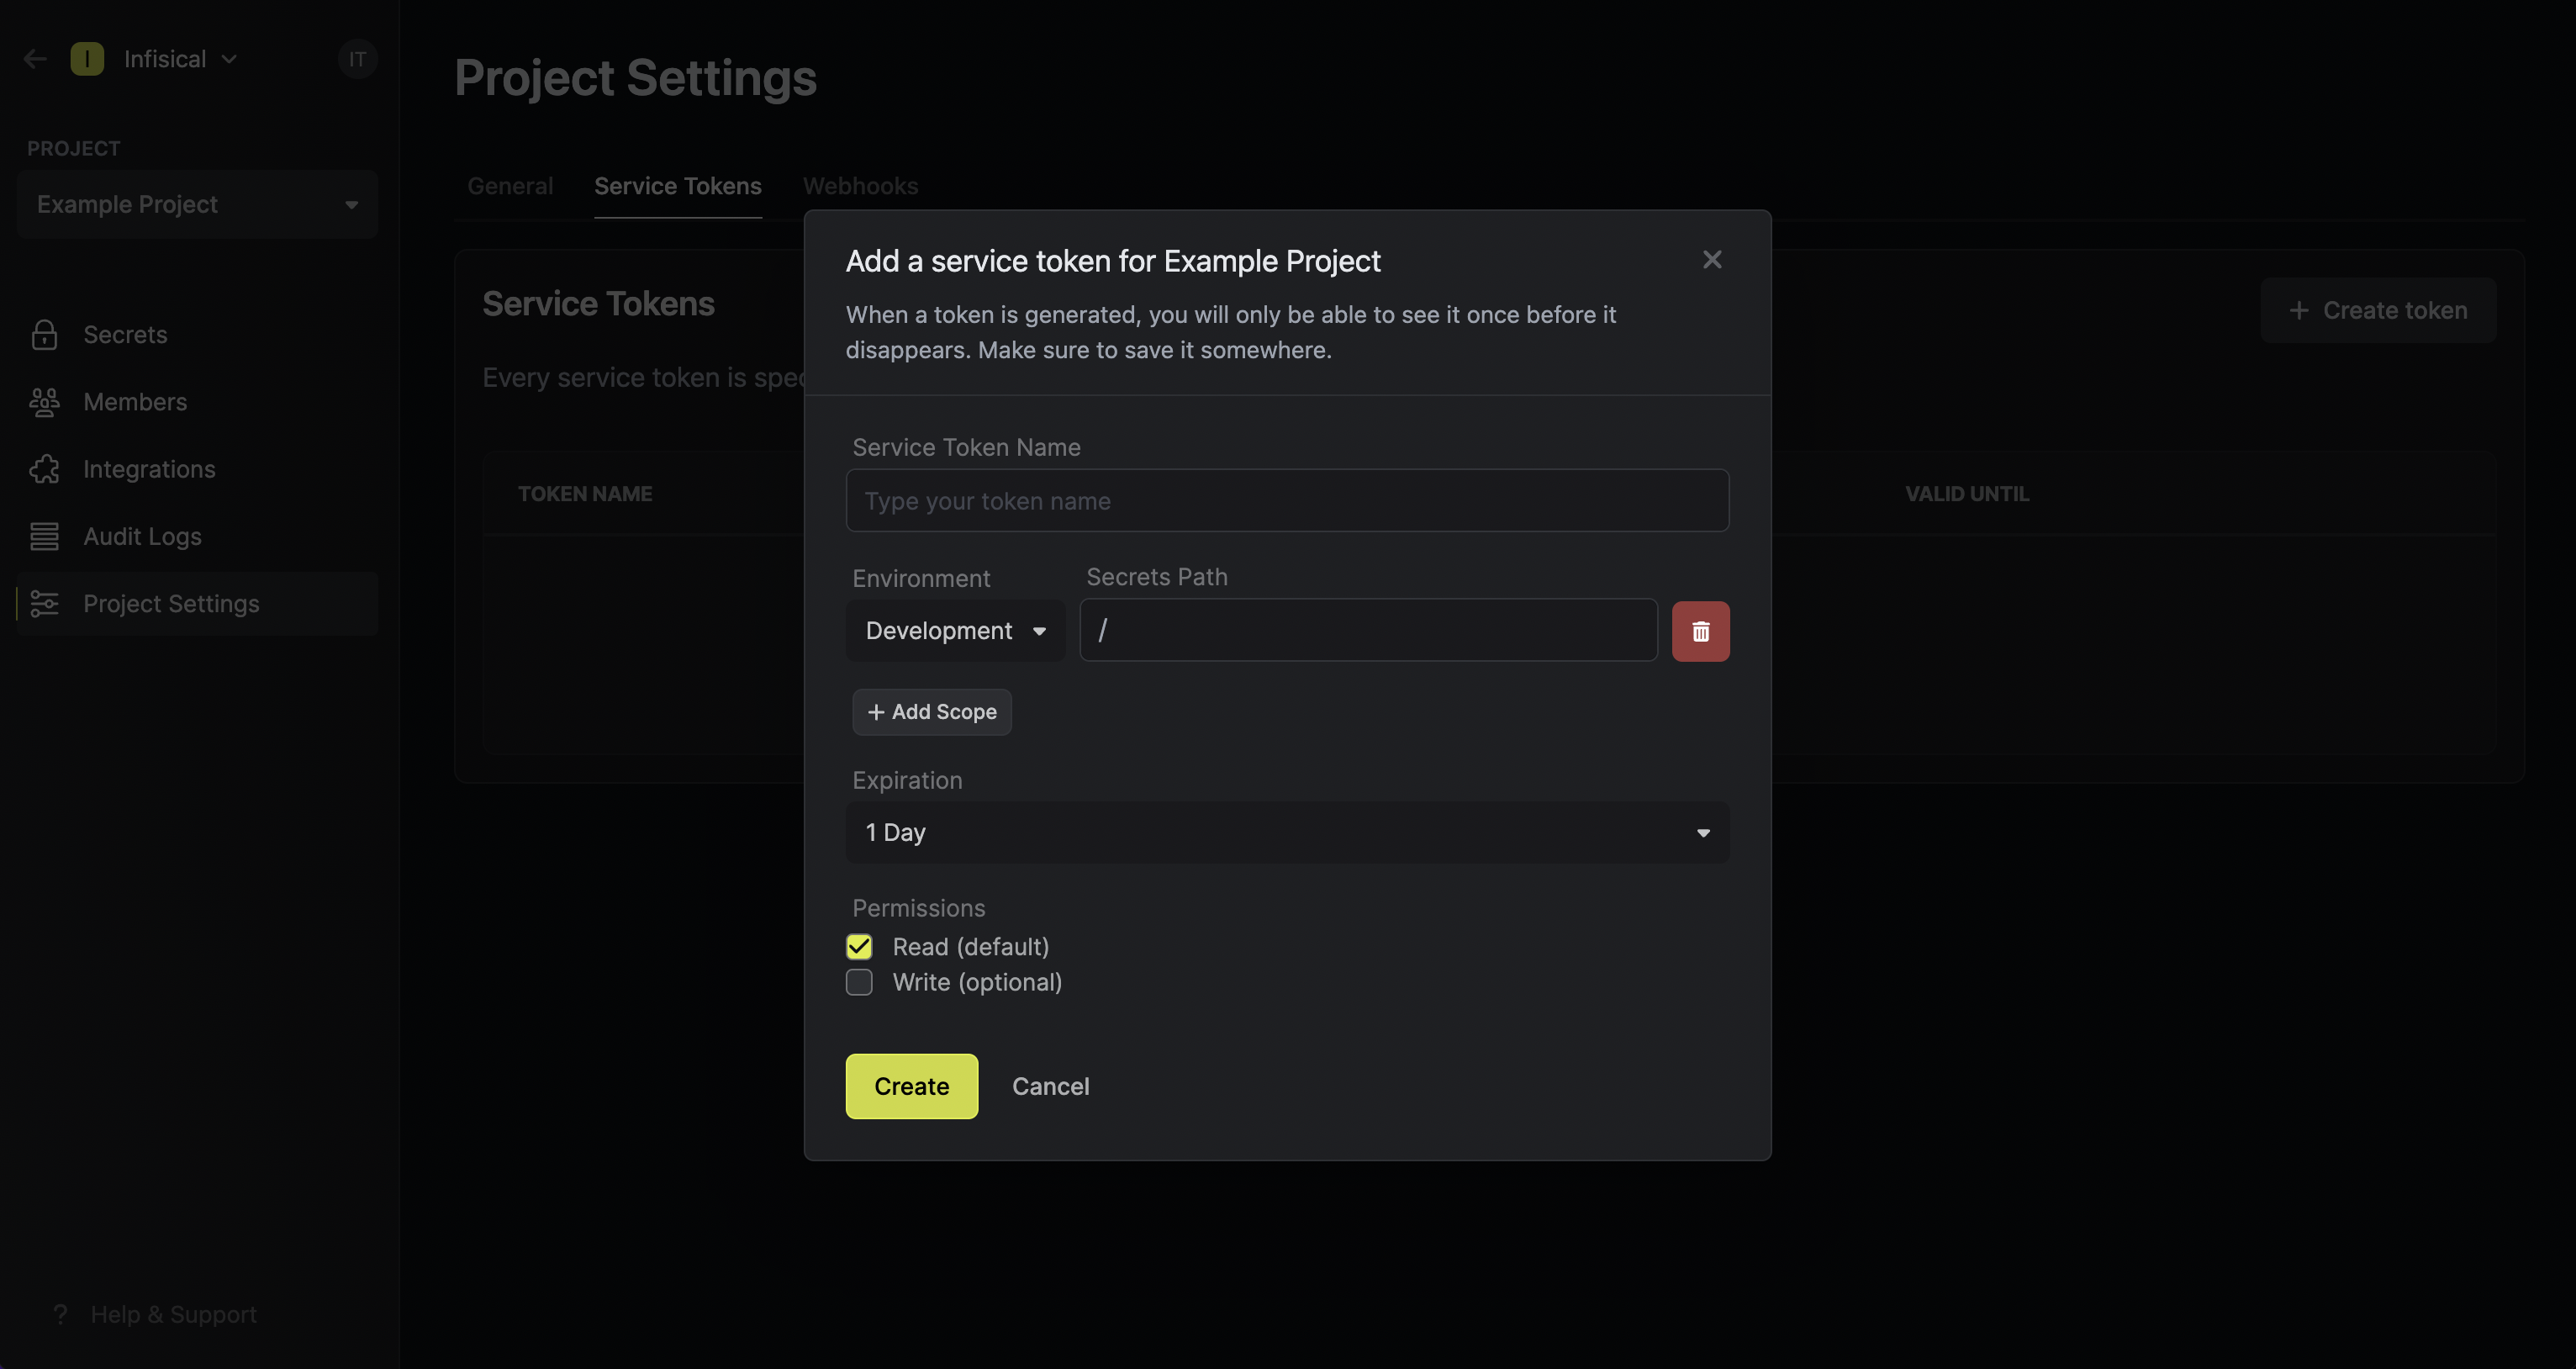 I
Infisical
IT
PROJECT
Example Project
Secrets
Members
Integrations
Audit Logs
Project Settings
? Help & Support
Project Settings
General
Service Tokens
Webhooks
Service Tokens
Create token
Every service token is
TOKEN NAME
VALID UNTIL
Add a service token for Example Project
When a token is generated, you will only be able to see it once before it
disappears. Make sure to save it somewhere.
Service Token Name
Type your token name
Environment
Secrets Path
Development
/
+ Add Scope
Expiration
1 Day
Permissions
Read (default)
Write (optional)
Create
Cancel